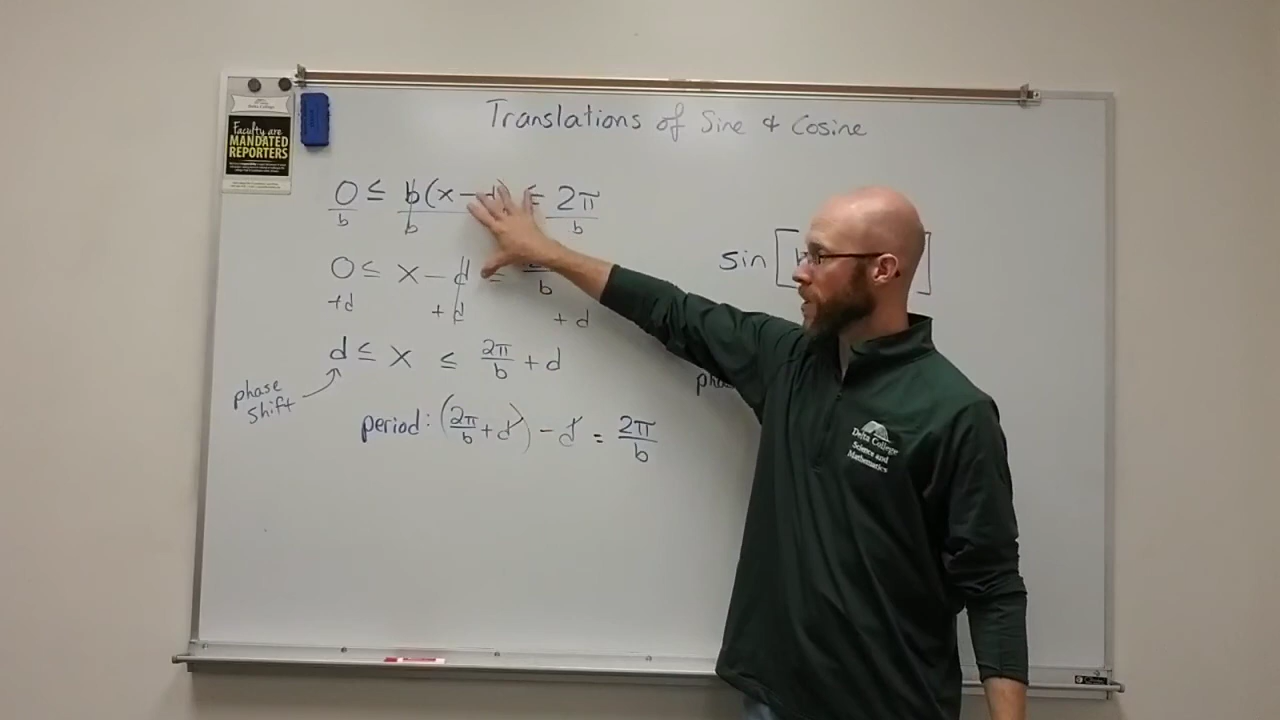 Translations of Sine & Cosine
Faculty are
MANDATED
REPORTERS
0 ≤ b(x-d) ≤ 2π
b b b
0 ≤ x - d ≤
b
+d +d +d
d ≤ x ≤ 2π/b + d
phase
shift
period: (2π/b + d) - d = 2π/b
sin [
Delta College
Science and
Mathematics